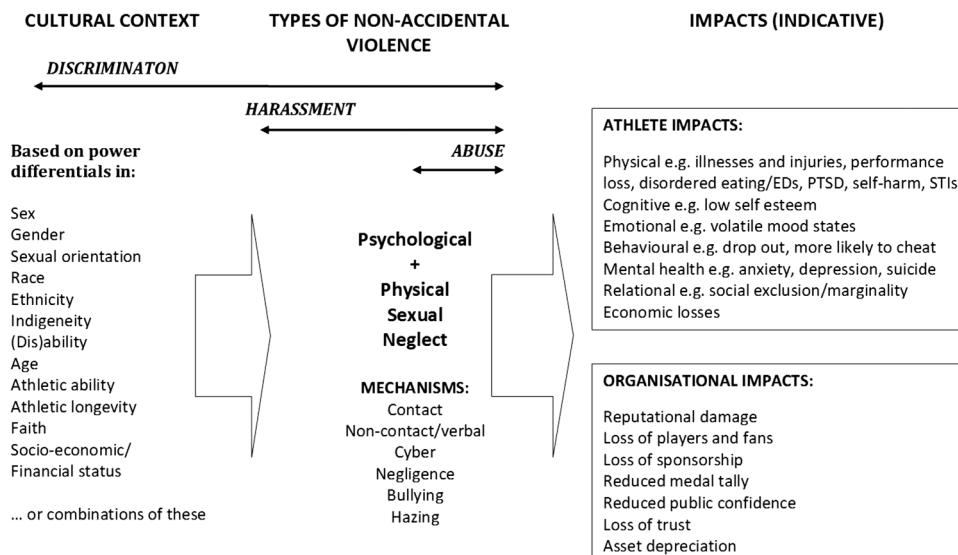 CULTURAL CONTEXT
TYPES OF NON-ACCIDENTAL
VIOLENCE
IMPACTS (INDICATIVE)
DISCRIMINATON
HARASSMENT
ABUSE
Based on power
differentials in:
Sex
Gender
Sexual orientation
Race
Ethnicity
Indigeneity
(Dis)ability
Age
Athletic ability
Athletic longevity
Faith
Socio-economic/
Financial status
... or combinations of these
Psychological
+
Physical
Sexual
Neglect
MECHANISMS:
Contact
Non-contact/verbal
Cyber
Negligence
Bullying
Hazing
ATHLETE IMPACTS:
Physical e.g. illnesses and injuries, performance
loss, disordered eating/EDs, PTSD, self-harm, STIs
Cognitive e.g. low self esteem
Emotional e.g. volatile mood states
Behavioural e.g. drop out, more likely to cheat
Mental health e.g. anxiety, depression, suicide
Relational e.g. social exclusion/marginality
Economic losses
ORGANISATIONAL IMPACTS:
Reputational damage
Loss of players and fans
Loss of sponsorship
Reduced medal tally
Reduced public confidence
Loss of trust
Asset depreciation